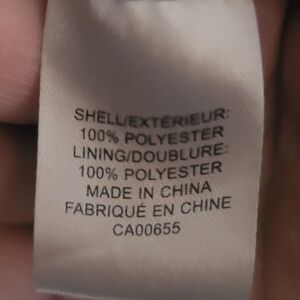 SHELL/EXTÉRIEUR:
100% POLYESTER
LINING/DOUBLURE:
100% POLYESTER
MADE IN CHINA
FABRIQUÉ EN CHINE
CA00655